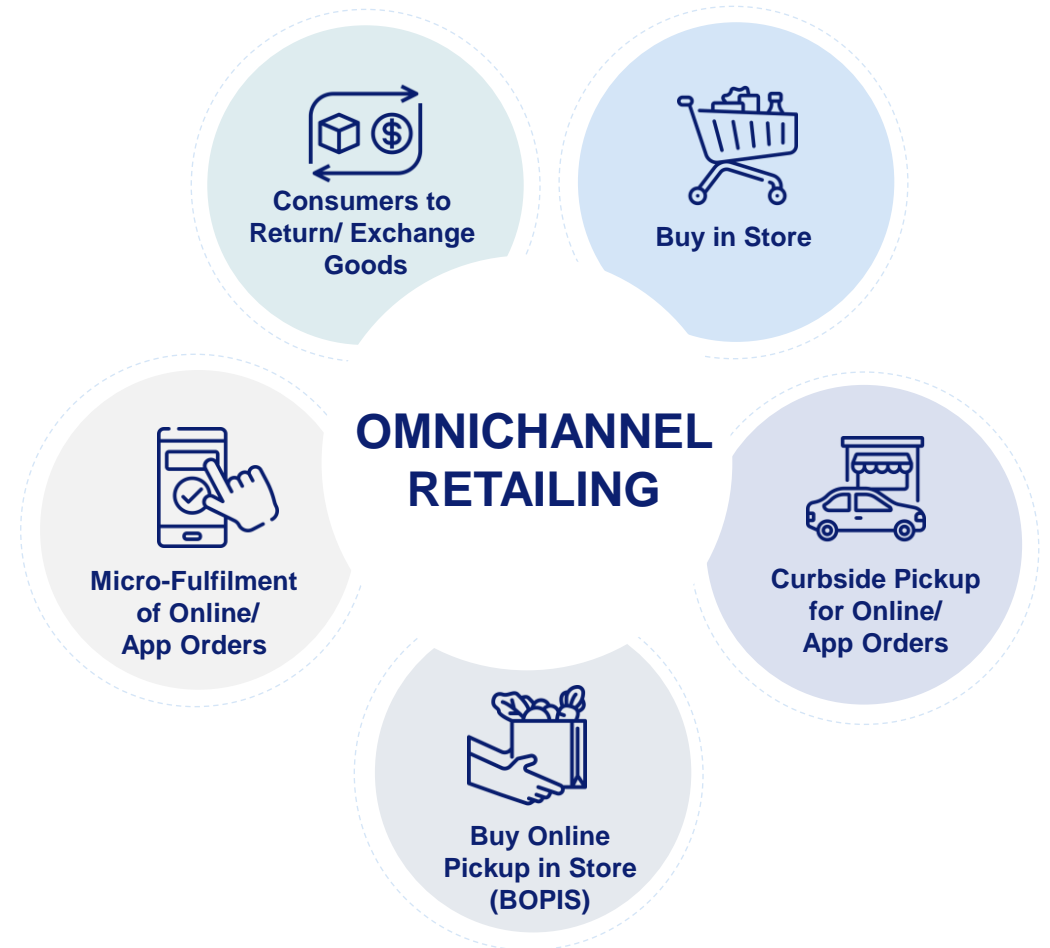 Consumers to
Return/ Exchange
Goods
Buy in Store
OMNICHANNEL
RETAILING
Micro-Fulfilment
of Online/
App Orders
Curbside Pickup
for Online/
App Orders
Buy Online
Pickup in Store
(BOPIS)